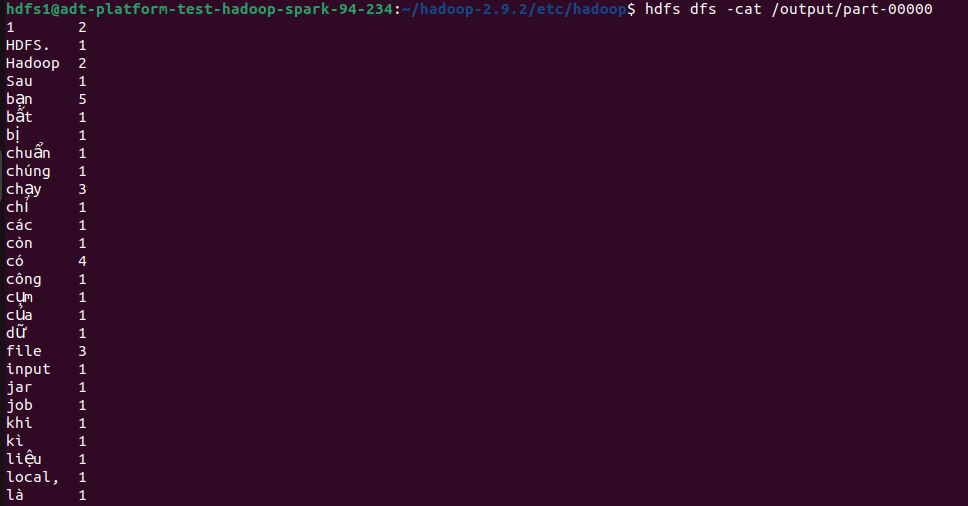 hdfs1@adt-platform-test-hadoop-spark-94-234:~/hadoop-2.9.2/etc/hadoop$ hdfs dfs -cat /output/part-00000
1 2
HDFS. 1
Hadoop 2
Sau 1
bạn 5
bất 1
bị 1
chuẩn 1
chúng 1
chạy 3
chỉ 1
các 1
còn 1
có 4
công 1
cụm 1
của 1
dữ 1
file 3
input 1
jar 1
job 1
khi 1
kì 1
liệu 1
local, 1
là 1